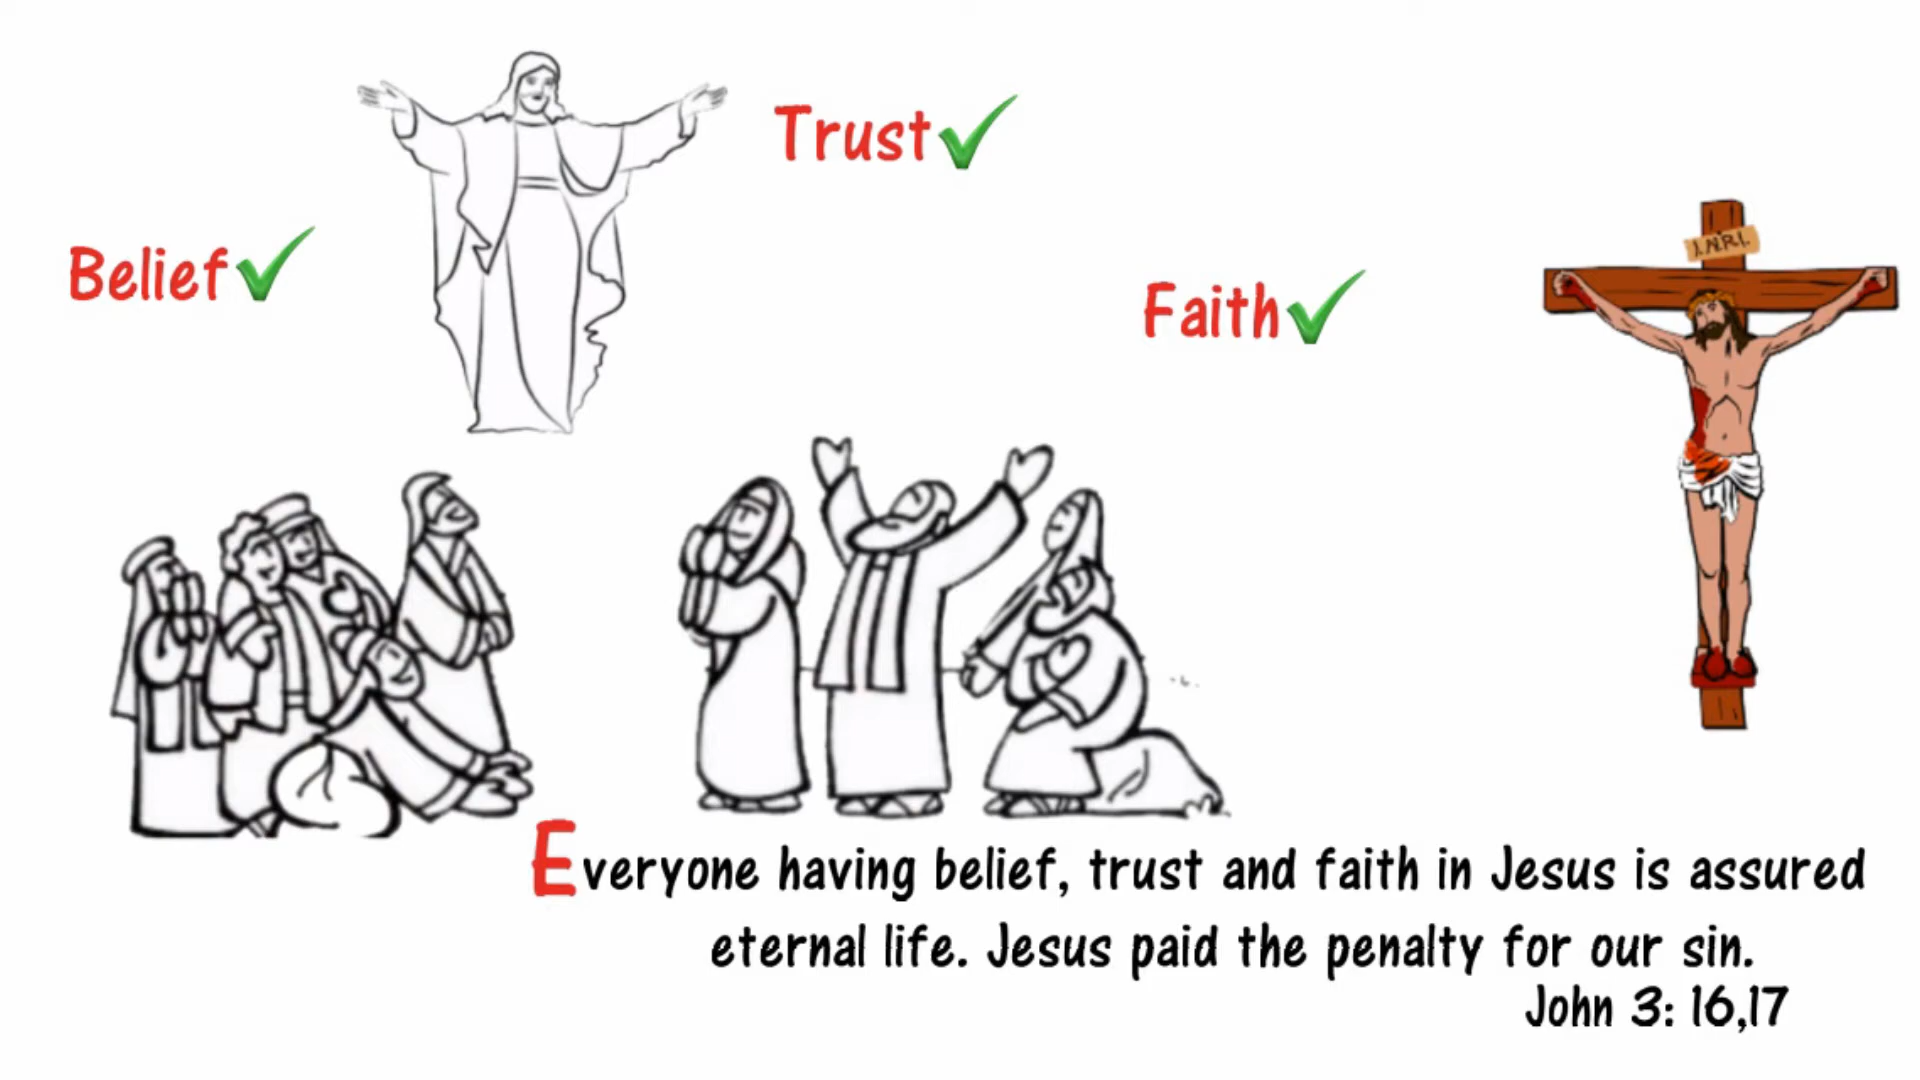 Trust
Belief
Faith
I.N.R.I.
Everyone having belief, trust and faith in Jesus is assured
eternal life. Jesus paid the penalty for our sin.
John 3: 16,17